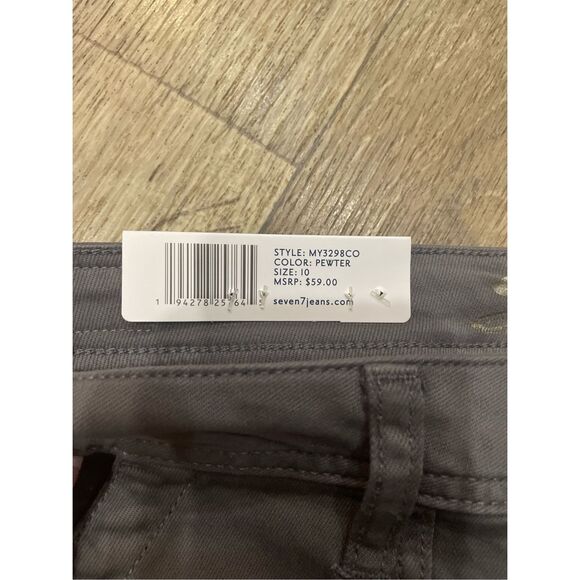 STYLE: MY3298CO
COLOR: PEWTER
SIZE: 10
MSRP: $59.00
seven7jeans.com
1 94278 25764